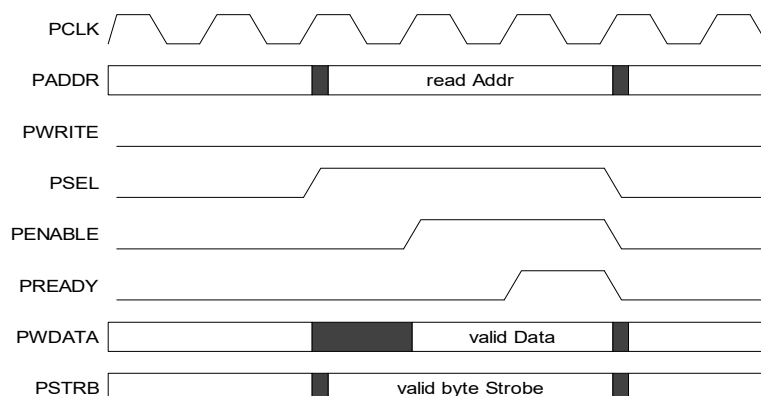 PCLK
PADDR read Addr
PWRITE
PSEL
PENABLE
PREADY
PWDATA valid Data
PSTRB valid byte Strobe